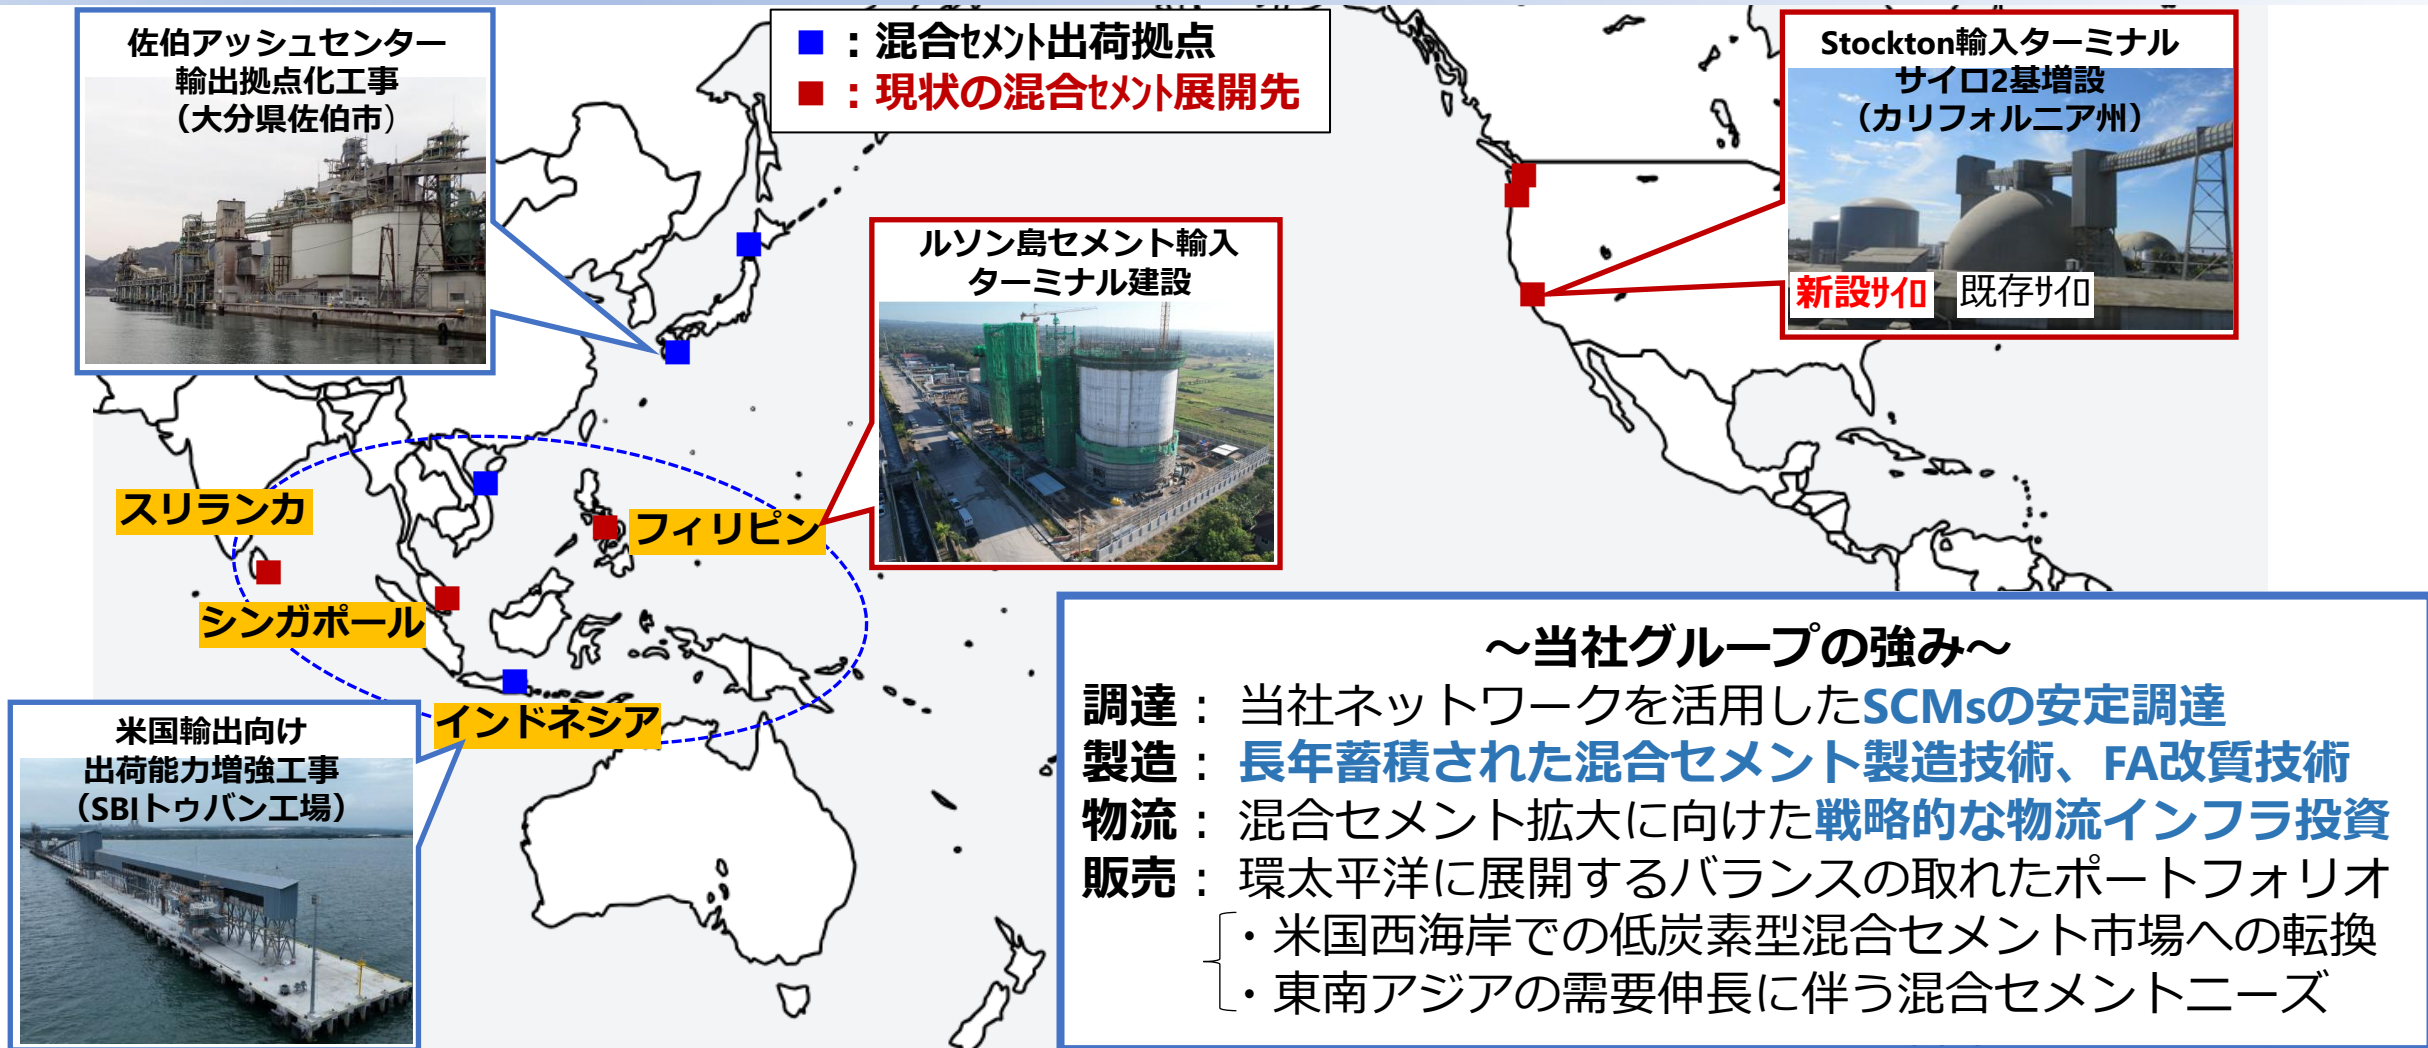 佐伯アッシュセンター
輸出拠点化工事
（大分県佐伯市）
■：混合ｾﾒﾝﾄ出荷拠点
■：現状の混合ｾﾒﾝﾄ展開先
Stockton輸入ターミナル
サイロ2基増設
（カリフォルニア州）
新設ｻｲﾛ
既存ｻｲﾛ
ルソン島セメント輸入
ターミナル建設
スリランカ
フィリピン
シンガポール
インドネシア
米国輸出向け
出荷能力増強工事
（SBIトゥバン工場）
～当社グループの強み～
調達： 当社ネットワークを活用したSCMsの安定調達
製造： 長年蓄積された混合セメント製造技術、FA改質技術
物流： 混合セメント拡大に向けた戦略的な物流インフラ投資
販売： 環太平洋に展開するバランスの取れたポートフォリオ
・米国西海岸での低炭素型混合セメント市場への転換
・東南アジアの需要伸長に伴う混合セメントニーズ